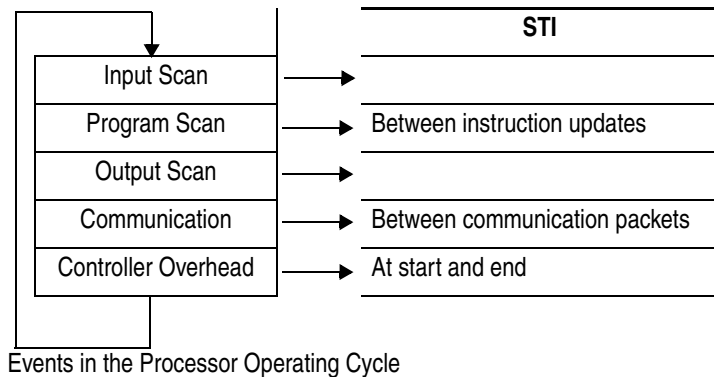 STI
Input Scan
Program Scan Between instruction updates
Output Scan
Communication Between communication packets
Controller Overhead At start and end
Events in the Processor Operating Cycle